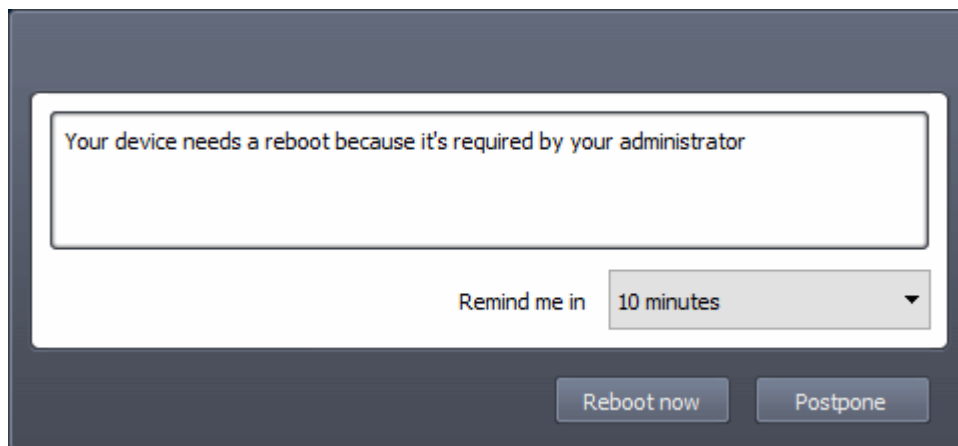 Your device needs a reboot because it's required by your administrator
Remind me in 10 minutes
Reboot now Postpone